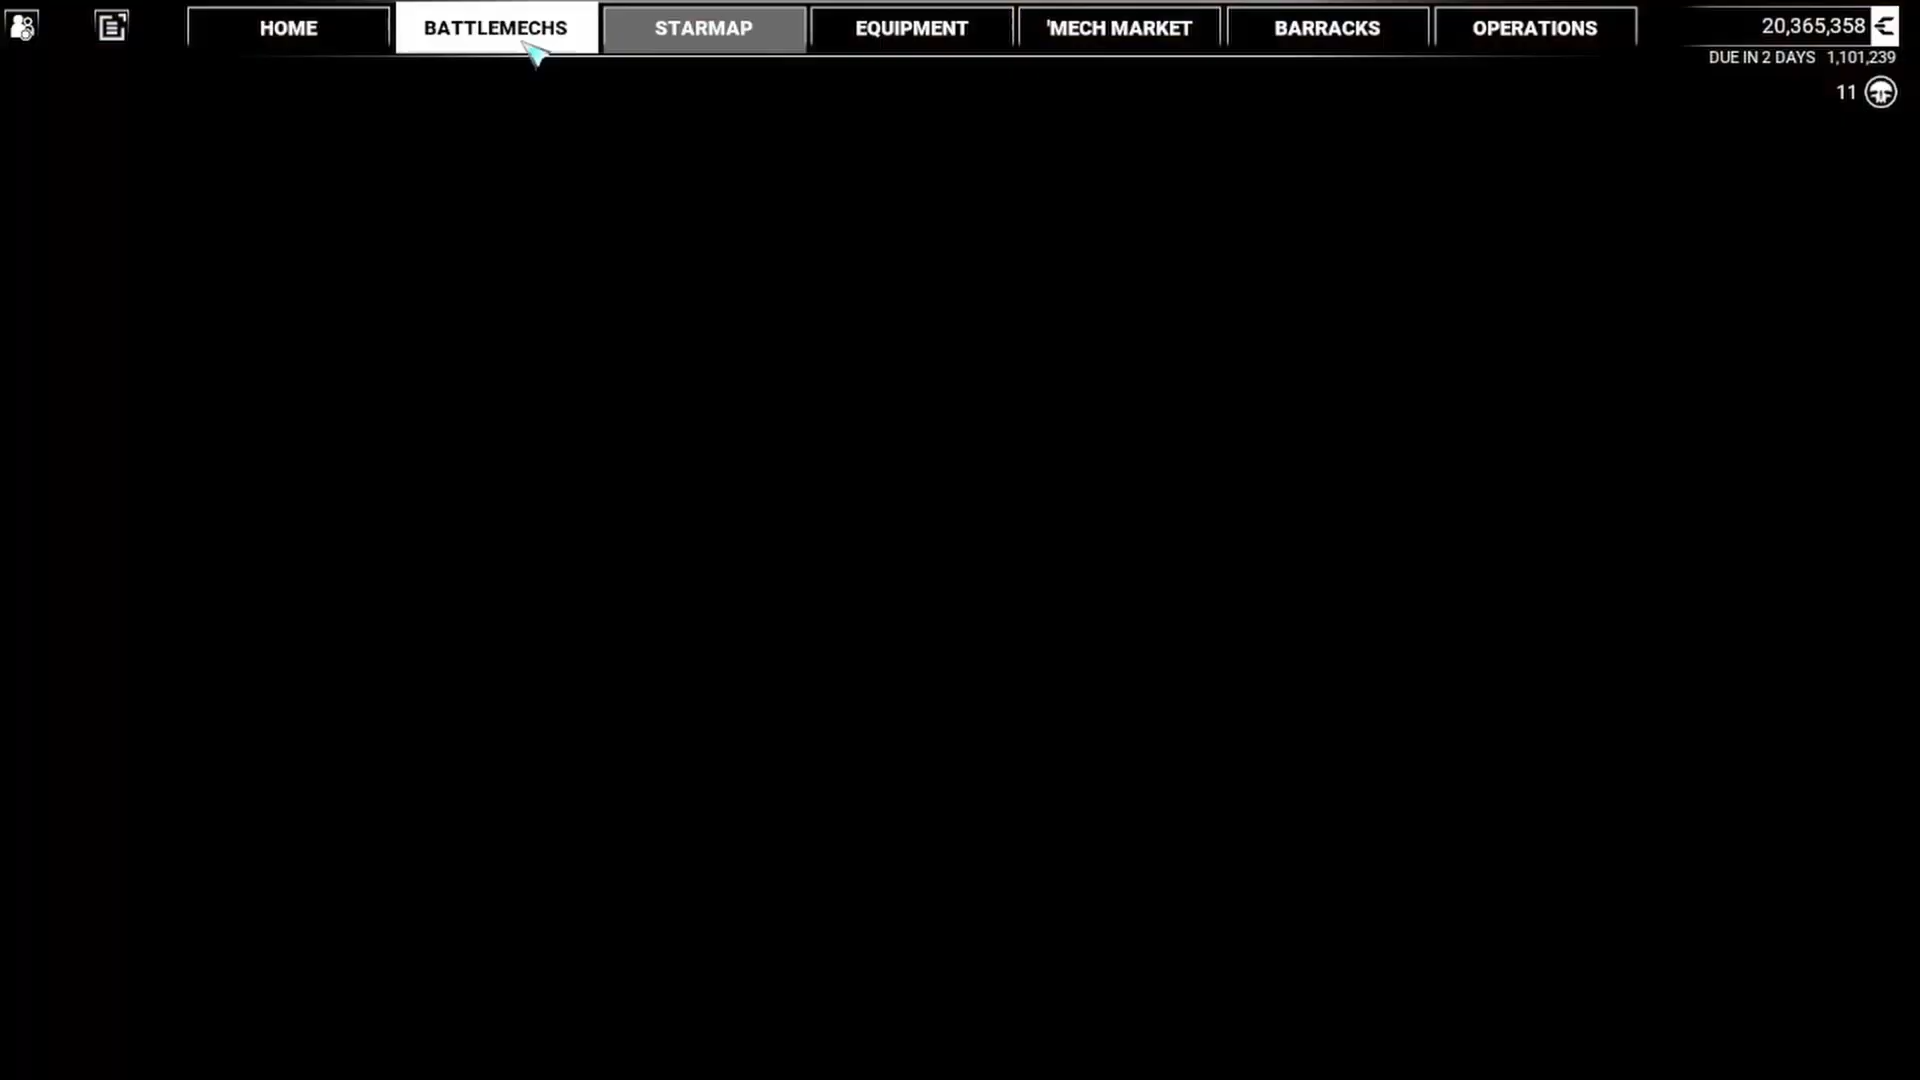 HOME
BATTLEMECHS
STARMAP
EQUIPMENT
'MECH MARKET
BARRACKS
OPERATIONS
20,365,358
DUE IN 2 DAYS 1,101,239
11